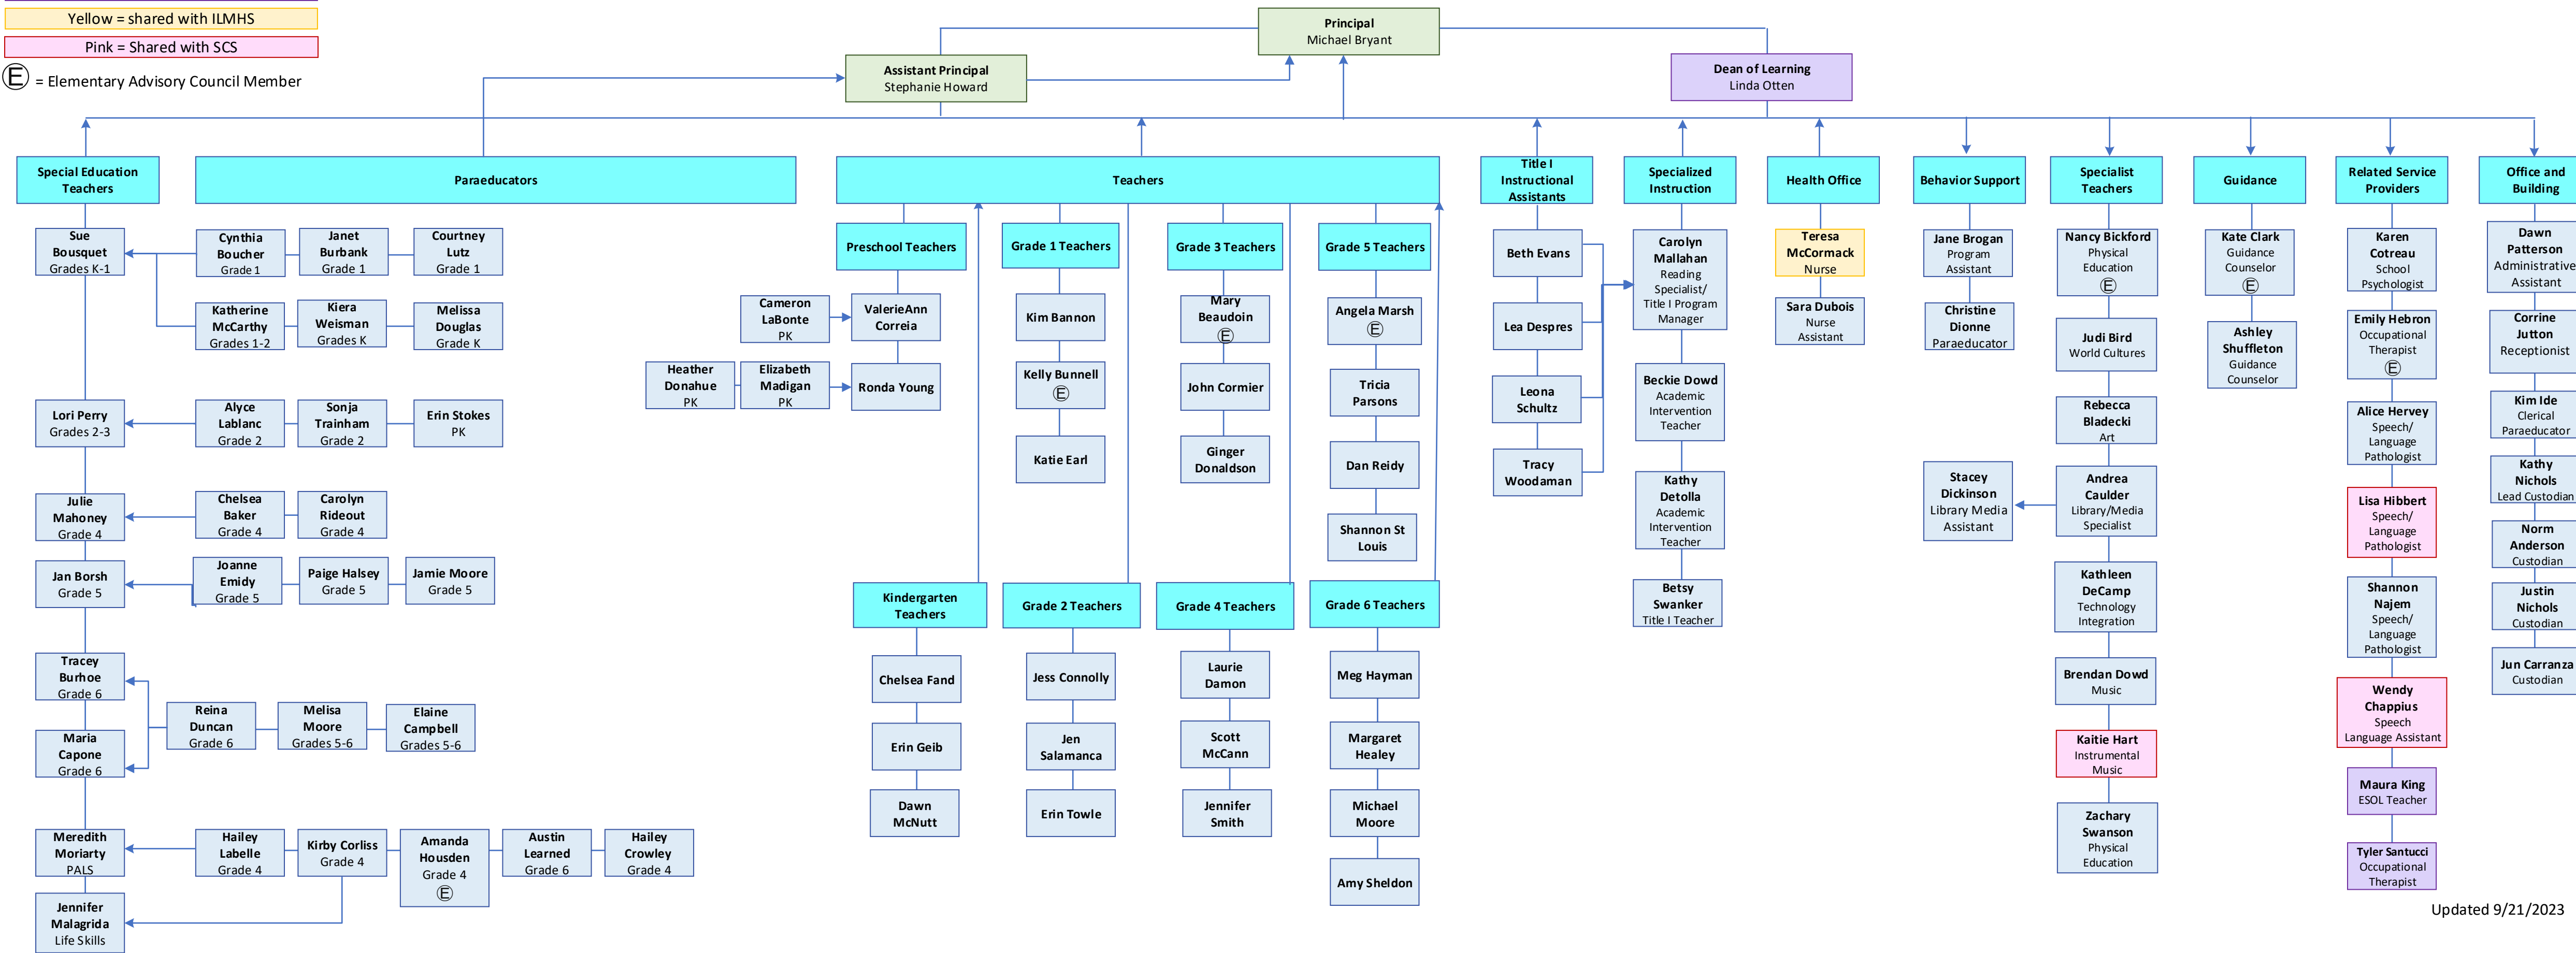 Yellow = shared with ILMHS
Pink = Shared with SCS
Ⓔ = Elementary Advisory Council Member
Principal
Michael Bryant
Assistant Principal
Stephanie Howard
Dean of Learning
Linda Otten
Special Education
Teachers
Sue
Bousquet
Grades K-1
Lori Perry
Grades 2-3
Julie
Mahoney
Grade 4
Jan Borsh
Grade 5
Tracey
Burhoe
Grade 6
Maria
Capone
Grade 6
Meredith
Moriarty
PALS
Jennifer
Malagrida
Life Skills
Paraeducators
Cynthia
Boucher
Grade 1
Janet
Burbank
Grade 1
Courtney
Lutz
Grade 1
Katherine
McCarthy
Grades 1-2
Kiera
Weisman
Grades K
Melissa
Douglas
Grade K
Alyce
Lablanc
Grade 2
Sonja
Trainham
Grade 2
Erin Stokes
PK
Chelsea
Baker
Grade 4
Carolyn
Rideout
Grade 4
Joanne
Emidy
Grade 5
Paige Halsey
Grade 5
Jamie Moore
Grade 5
Reina
Duncan
Grade 6
Melisa
Moore
Grades 5-6
Elaine
Campbell
Grades 5-6
Hailey
Labelle
Grade 4
Kirby Corliss
Grade 4
Amanda
Housden
Grade 4
Ⓔ
Austin
Learned
Grade 6
Hailey
Crowley
Grade 4
Teachers
Preschool Teachers
Cameron
LaBonte
PK
ValerieAnn
Correia
Heather
Donahue
PK
Elizabeth
Madigan
PK
Ronda Young
Grade 1 Teachers
Kim Bannon
Kelly Bunnell
Ⓔ
Katie Earl
Grade 3 Teachers
Mary
Beaudoin
Ⓔ
John Cormier
Ginger
Donaldson
Grade 5 Teachers
Angela Marsh
Ⓔ
Tricia
Parsons
Dan Reidy
Shannon St
Louis
Kindergarten
Teachers
Chelsea Fand
Erin Geib
Dawn
McNutt
Grade 2 Teachers
Jess Connolly
Jen
Salamanca
Erin Towle
Grade 4 Teachers
Laurie
Damon
Scott
McCann
Jennifer
Smith
Grade 6 Teachers
Meg Hayman
Margaret
Healey
Michael
Moore
Amy Sheldon
Title I
Instructional
Assistants
Beth Evans
Lea Despres
Leona
Schultz
Tracy
Woodaman
Specialized
Instruction
Carolyn
Mallahan
Reading
Specialist/
Title I Program
Manager
Beckie Dowd
Academic
Intervention
Teacher
Kathy
Detolla
Academic
Intervention
Teacher
Betsy
Swanker
Title I Teacher
Health Office
Teresa
McCormack
Nurse
Sara Dubois
Nurse
Assistant
Behavior Support
Jane Brogan
Program
Assistant
Christine
Dionne
Paraeducator
Stacey
Dickinson
Library Media
Assistant
Specialist
Teachers
Nancy Bickford
Physical
Education
Ⓔ
Judi Bird
World Cultures
Rebecca
Bladecki
Art
Andrea
Caulder
Library/Media
Specialist
Kathleen
DeCamp
Technology
Integration
Brendan Dowd
Music
Kaitie Hart
Instrumental
Music
Zachary
Swanson
Physical
Education
Guidance
Kate Clark
Guidance
Counselor
Ⓔ
Ashley
Shuffleton
Guidance
Counselor
Related Service
Providers
Karen
Cotreau
School
Psychologist
Emily Hebron
Occupational
Therapist
Ⓔ
Alice Hervey
Speech/
Language
Pathologist
Lisa Hibbert
Speech/
Language
Pathologist
Shannon
Najem
Speech/
Language
Pathologist
Wendy
Chappius
Speech
Language Assistant
Maura King
ESOL Teacher
Tyler Santucci
Occupational
Therapist
Office and
Building
Dawn
Patterson
Administrative
Assistant
Corrine
Jutton
Receptionist
Kim Ide
Clerical
Paraeducator
Kathy
Nichols
Lead Custodian
Norm
Anderson
Custodian
Justin
Nichols
Custodian
Jun Carranza
Custodian
Updated 9/21/2023